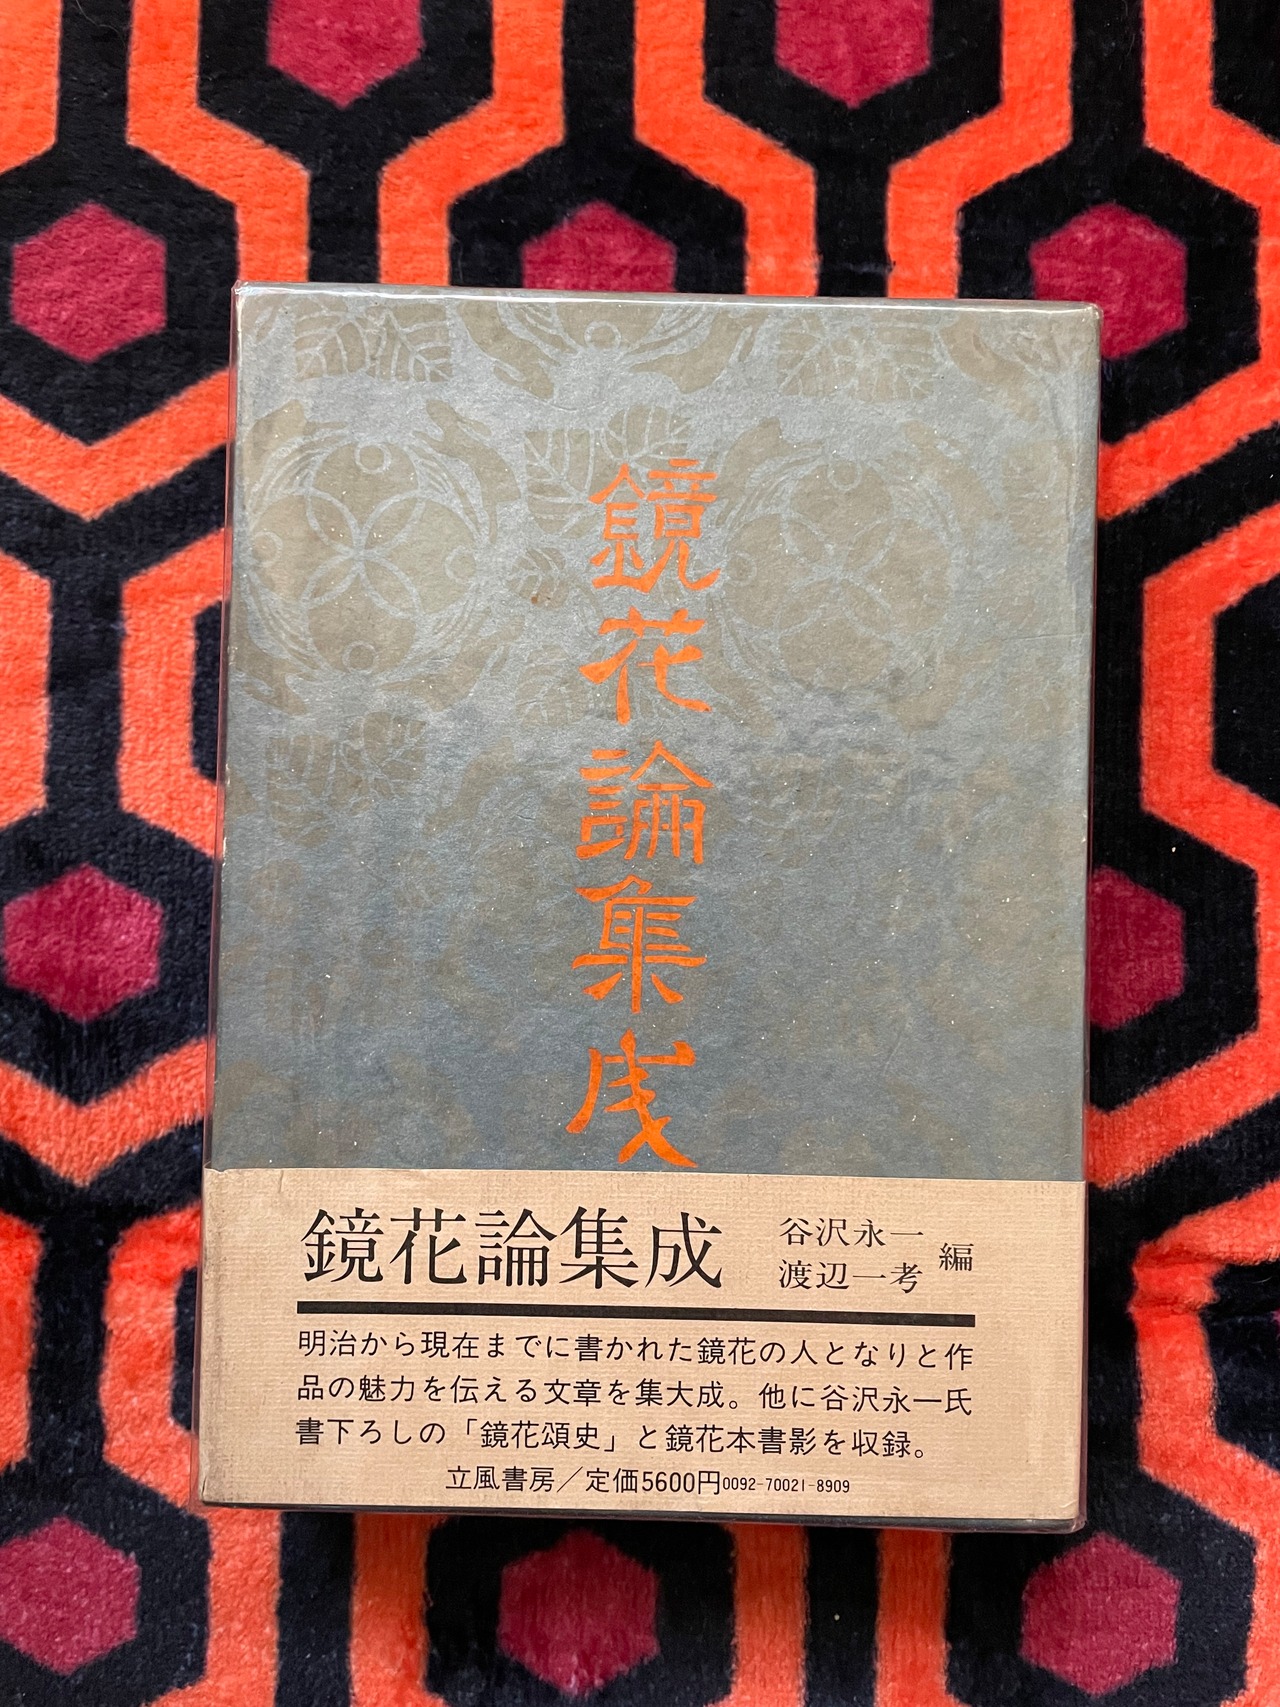 鏡花論集成
鏡花論集成
谷沢永一
渡辺一考
編
明治から現在までに書かれた鏡花の人となりと作
品の魅力を伝える文章を集大成。他に谷沢永一氏
書下ろしの「鏡花頌史」と鏡花本書影を収録。
立風書房／定価5600円0092-70021-8909